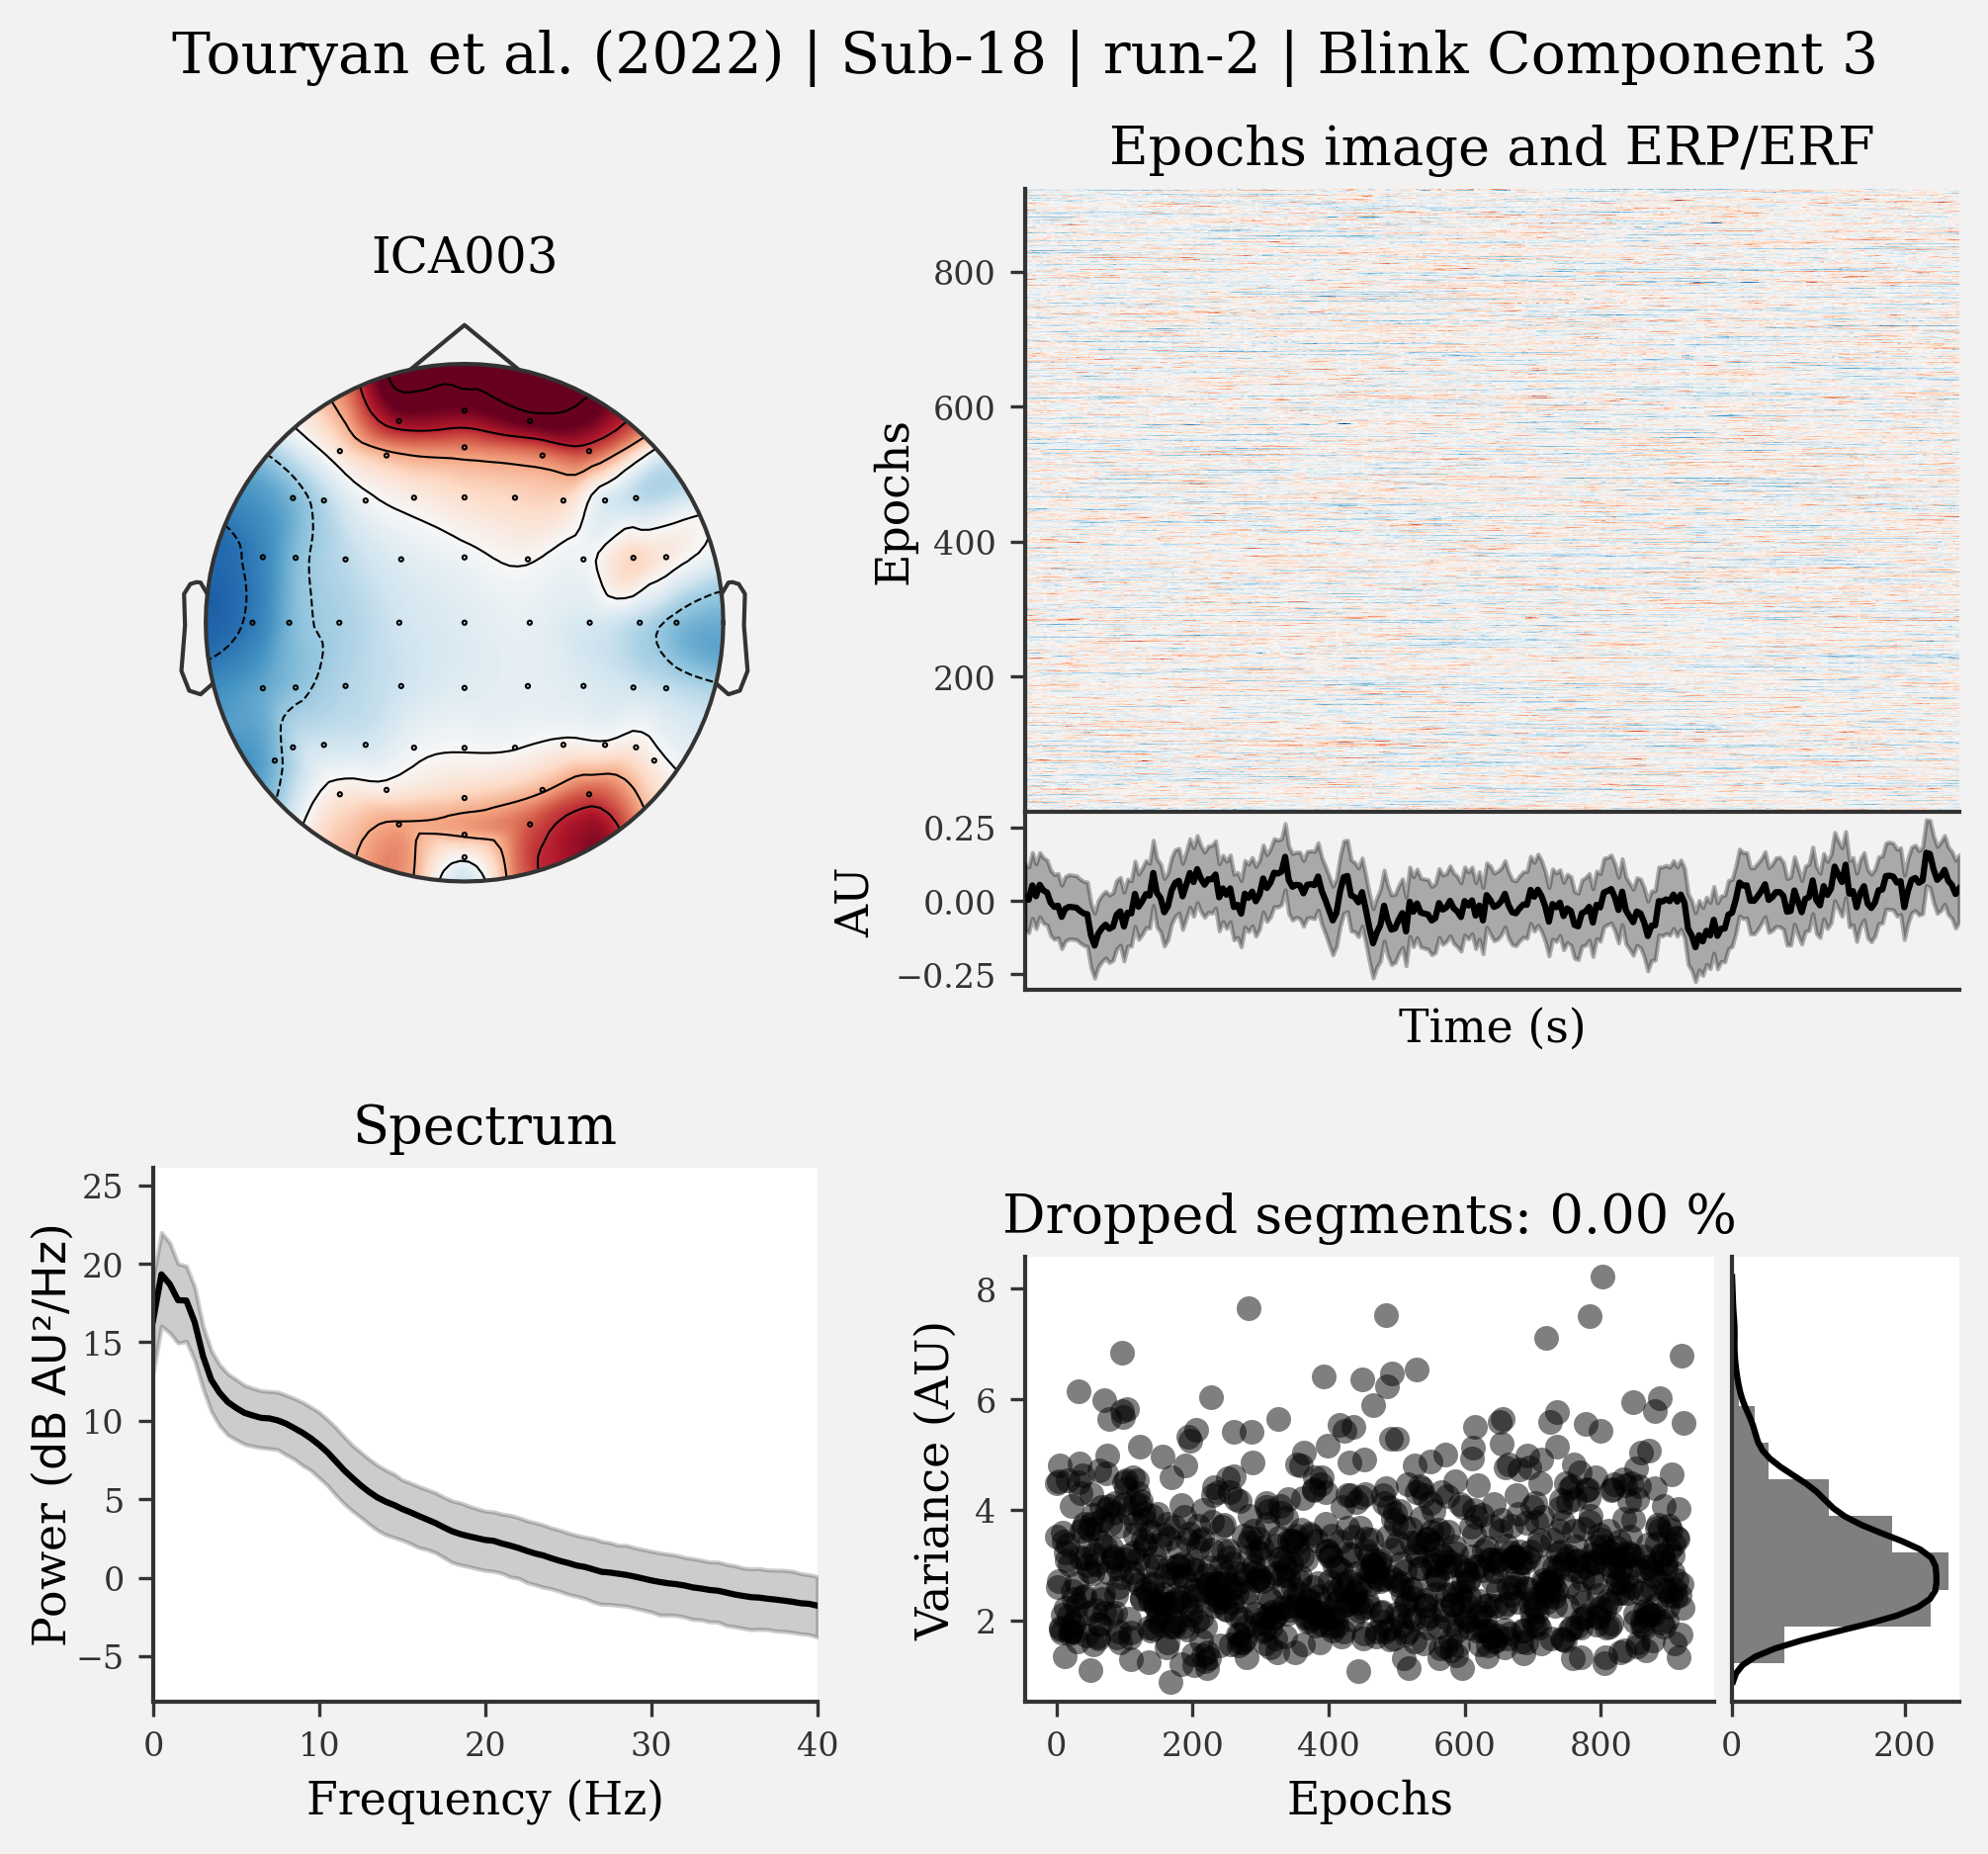 Touryan et al. (2022) | Sub-18 | run-2 | Blink Component 3
ICA003
Epochs image and ERP/ERF
Epochs
800
600
400
200
AU
0.25
0.00
−0.25
Time (s)
Spectrum
Power (dB AU²/Hz)
25
20
15
10
5
0
−5
0 10 20 30 40
Frequency (Hz)
Dropped segments: 0.00 %
Variance (AU)
8
6
4
2
0 200 400 600 800
Epochs
0 200